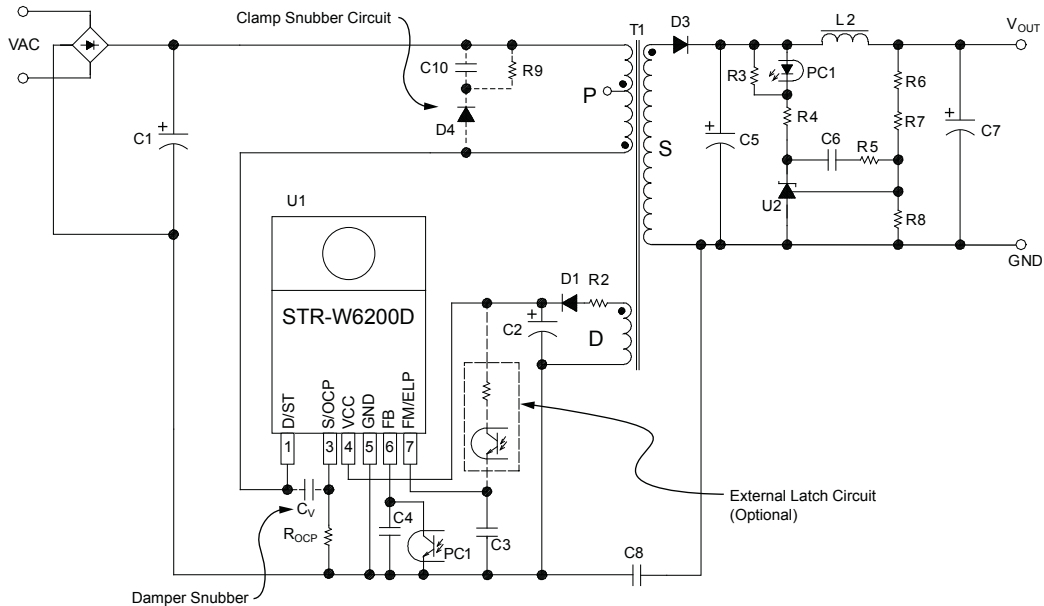 Clamp Snubber Circuit
T1
D3
L2
VOUT
VAC
C10
R9
P
R3
PC1
R6
D4
R4
R7
C1
S
C5
C6
R5
C7
U2
R8
U1
GND
D1
R2
STR-W6200D
C2
D
D/ST
S/OCP
VCC
GND
FB
FM/ELP
1
3
4
5
6
7
External Latch Circuit
(Optional)
CV
ROCP
C4
PC1
C3
C8
Damper Snubber